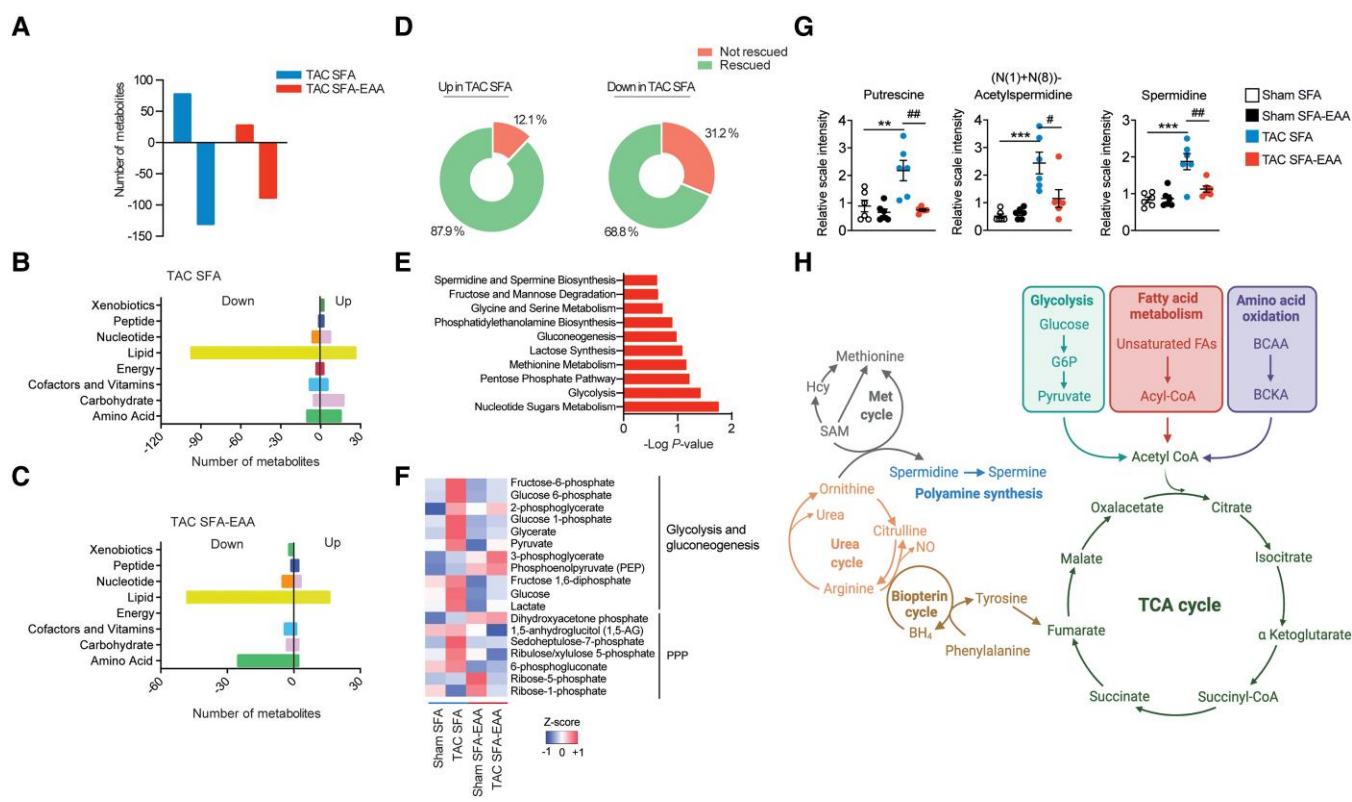 A
TAC SFA
TAC SFA-EAA
Number of metabolites
100
50
0
-50
-100
-150
B
TAC SFA
Down
Up
Xenobiotics
Peptide
Nucleotide
Lipid
Energy
Cofactors and Vitamins
Carbohydrate
Amino Acid
-120
-90
-60
-30
0
30
Number of metabolites
C
TAC SFA-EAA
Down
Up
Xenobiotics
Peptide
Nucleotide
Lipid
Energy
Cofactors and Vitamins
Carbohydrate
Amino Acid
-60
-30
0
30
Number of metabolites
D
Not rescued
Rescued
Up in TAC SFA
12.1 %
87.9 %
Down in TAC SFA
31.2 %
68.8 %
E
Spermidine and Spermine Biosynthesis
Fructose and Mannose Degradation
Glycine and Serine Metabolism
Phosphatidylethanolamine Biosynthesis
Gluconeogenesis
Lactose Synthesis
Methionine Metabolism
Pentose Phosphate Pathway
Glycolysis
Nucleotide Sugars Metabolism
0
1
2
-Log P-value
F
Fructose-6-phosphate
Glucose 6-phosphate
2-phosphoglycerate
Glucose 1-phosphate
Glycerate
Pyruvate
3-phosphoglycerate
Phosphoenolpyruvate (PEP)
Fructose 1,6-diphosphate
Glucose
Lactate
Dihydroxyacetone phosphate
1,5-anhydroglucitol (1,5-AG)
Sedoheptulose-7-phosphate
Ribulose/xylulose 5-phosphate
6-phosphogluconate
Ribose-5-phosphate
Ribose-1-phosphate
Glycolysis and
gluconeogenesis
PPP
Sham SFA
TAC SFA
Sham SFA-EAA
TAC SFA-EAA
Z-score
-1 0 +1
G
Putrescine
Relative scale intensity
4
3
2
1
0
**
##
(N(1)+N(8))-
Acetylspermidine
Relative scale intensity
4
3
2
1
0
***
#
Spermidine
Relative scale intensity
3
2
1
0
***
##
Sham SFA
Sham SFA-EAA
TAC SFA
TAC SFA-EAA
H
Glycolysis
Glucose
G6P
Pyruvate
Fatty acid
metabolism
Unsaturated FAs
Acyl-CoA
Amino acid
oxidation
BCAA
BCKA
Methionine
Hcy
Met
cycle
SAM
Acetyl CoA
Spermidine
Spermine
Polyamine synthesis
Ornithine
Urea
Citrulline
Urea
cycle
NO
Arginine
Biopterin
cycle
BH4
Tyrosine
Phenylalanine
Oxalacetate
Citrate
Malate
Isocitrate
TCA cycle
Fumarate
α Ketoglutarate
Succinate
Succinyl-CoA